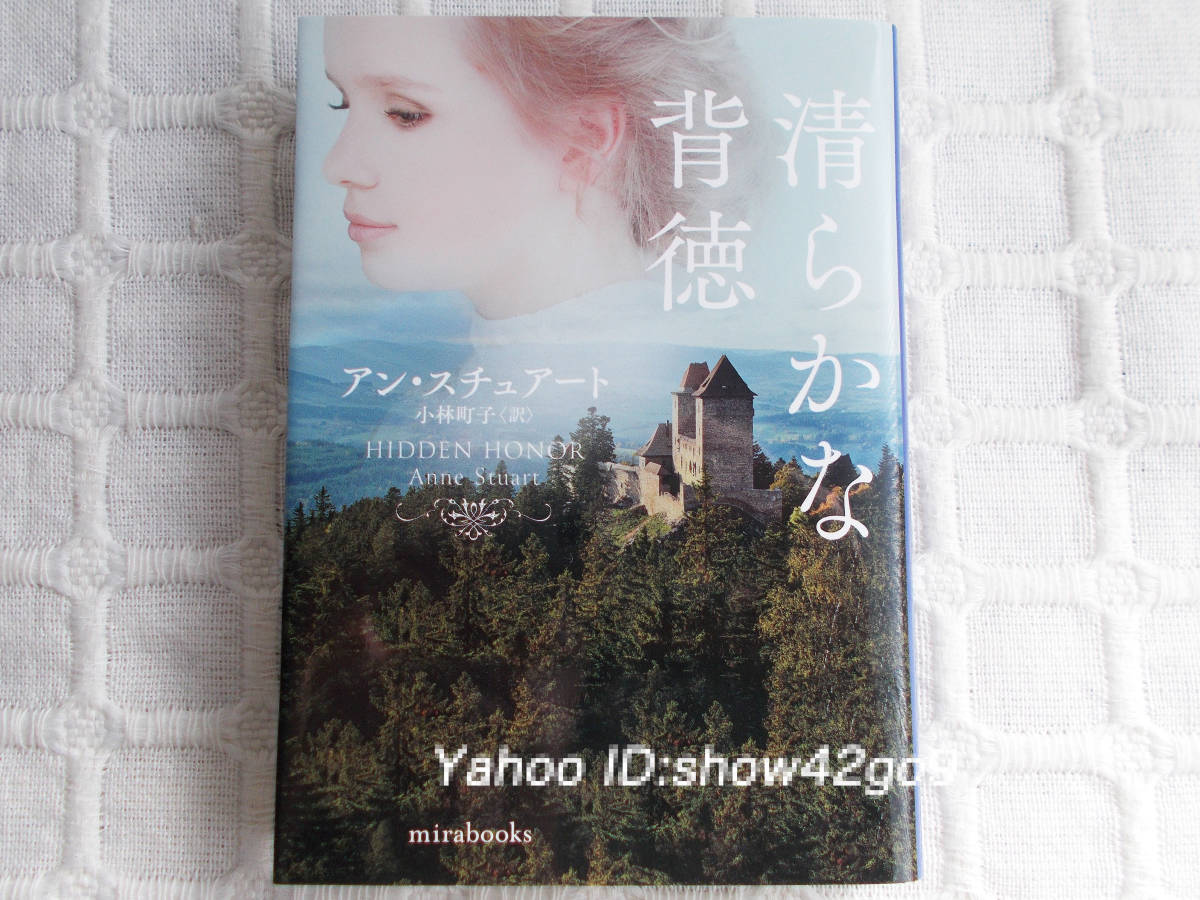 清らかな
背徳
アン・スチュアート
小林町子〈訳〉
HIDDEN HONOR
Anne Stuart
Yahoo ID:show42go9
mirabooks